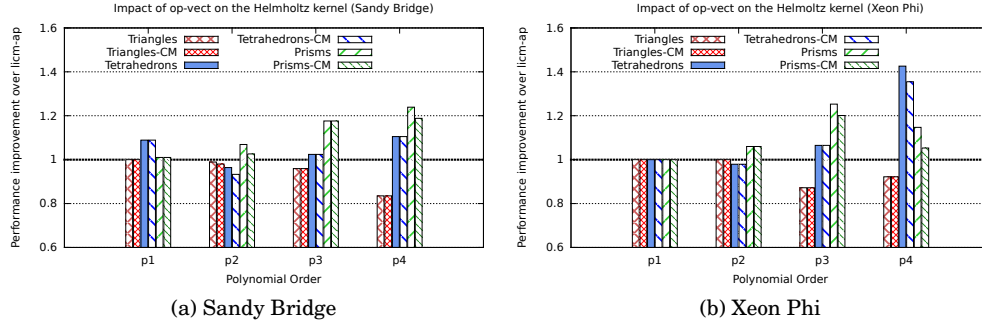 Impact of op-vect on the Helmholtz kernel (Sandy Bridge)
Performance improvement over licm-ap
1.6
1.4
1.2
1
0.8
0.6
Triangles
Triangles-CM
Tetrahedrons
Tetrahedrons-CM
Prisms
Prisms-CM
p1 p2 p3 p4
Polynomial Order
(a) Sandy Bridge
Impact of op-vect on the Helmoltz kernel (Xeon Phi)
Performance improvement over licm-ap
1.6
1.4
1.2
1
0.8
0.6
Triangles
Triangles-CM
Tetrahedrons
Tetrahedrons-CM
Prisms
Prisms-CM
p1 p2 p3 p4
Polynomial Order
(b) Xeon Phi